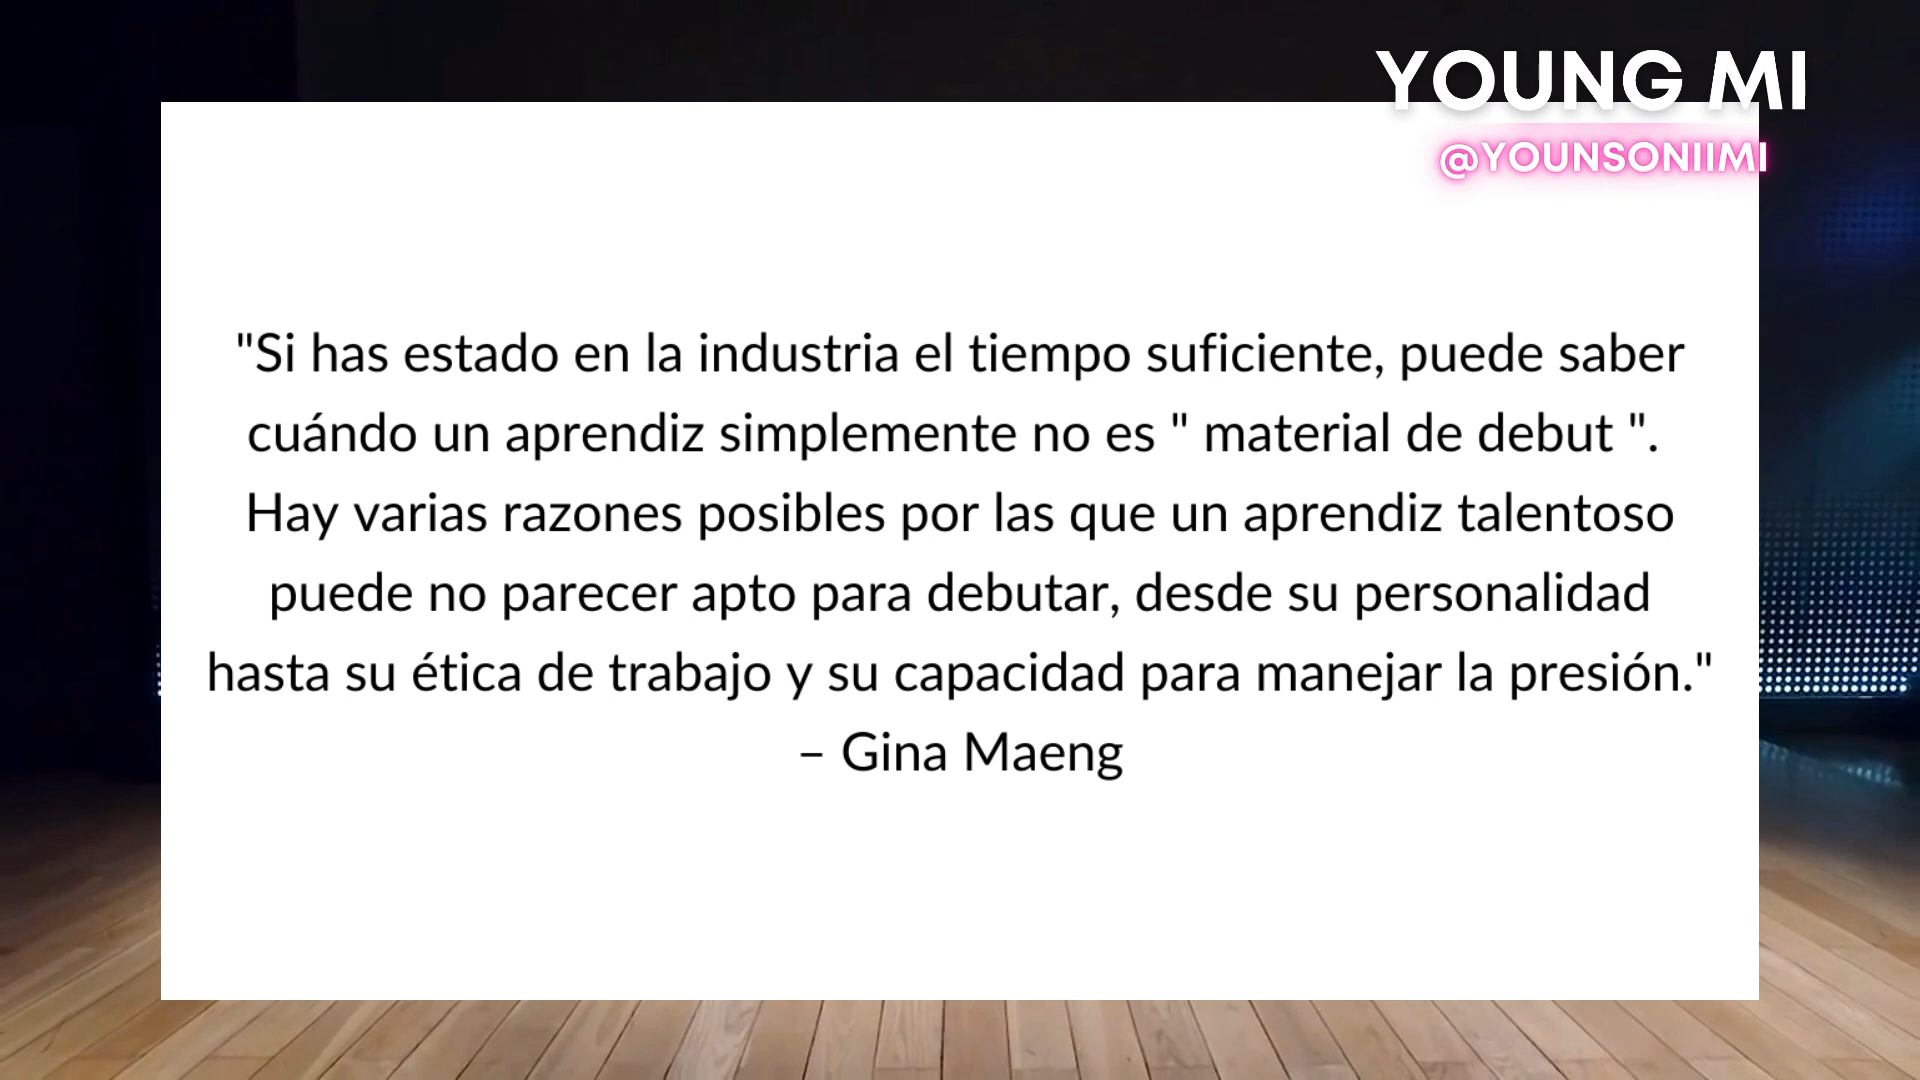 YOUNG MI
@YOUNSONIIMI
"Si has estado en la industria el tiempo suficiente, puede saber
cuándo un aprendiz simplemente no es " material de debut ".
Hay varias razones posibles por las que un aprendiz talentoso
puede no parecer apto para debutar, desde su personalidad
hasta su ética de trabajo y su capacidad para manejar la presión."
– Gina Maeng